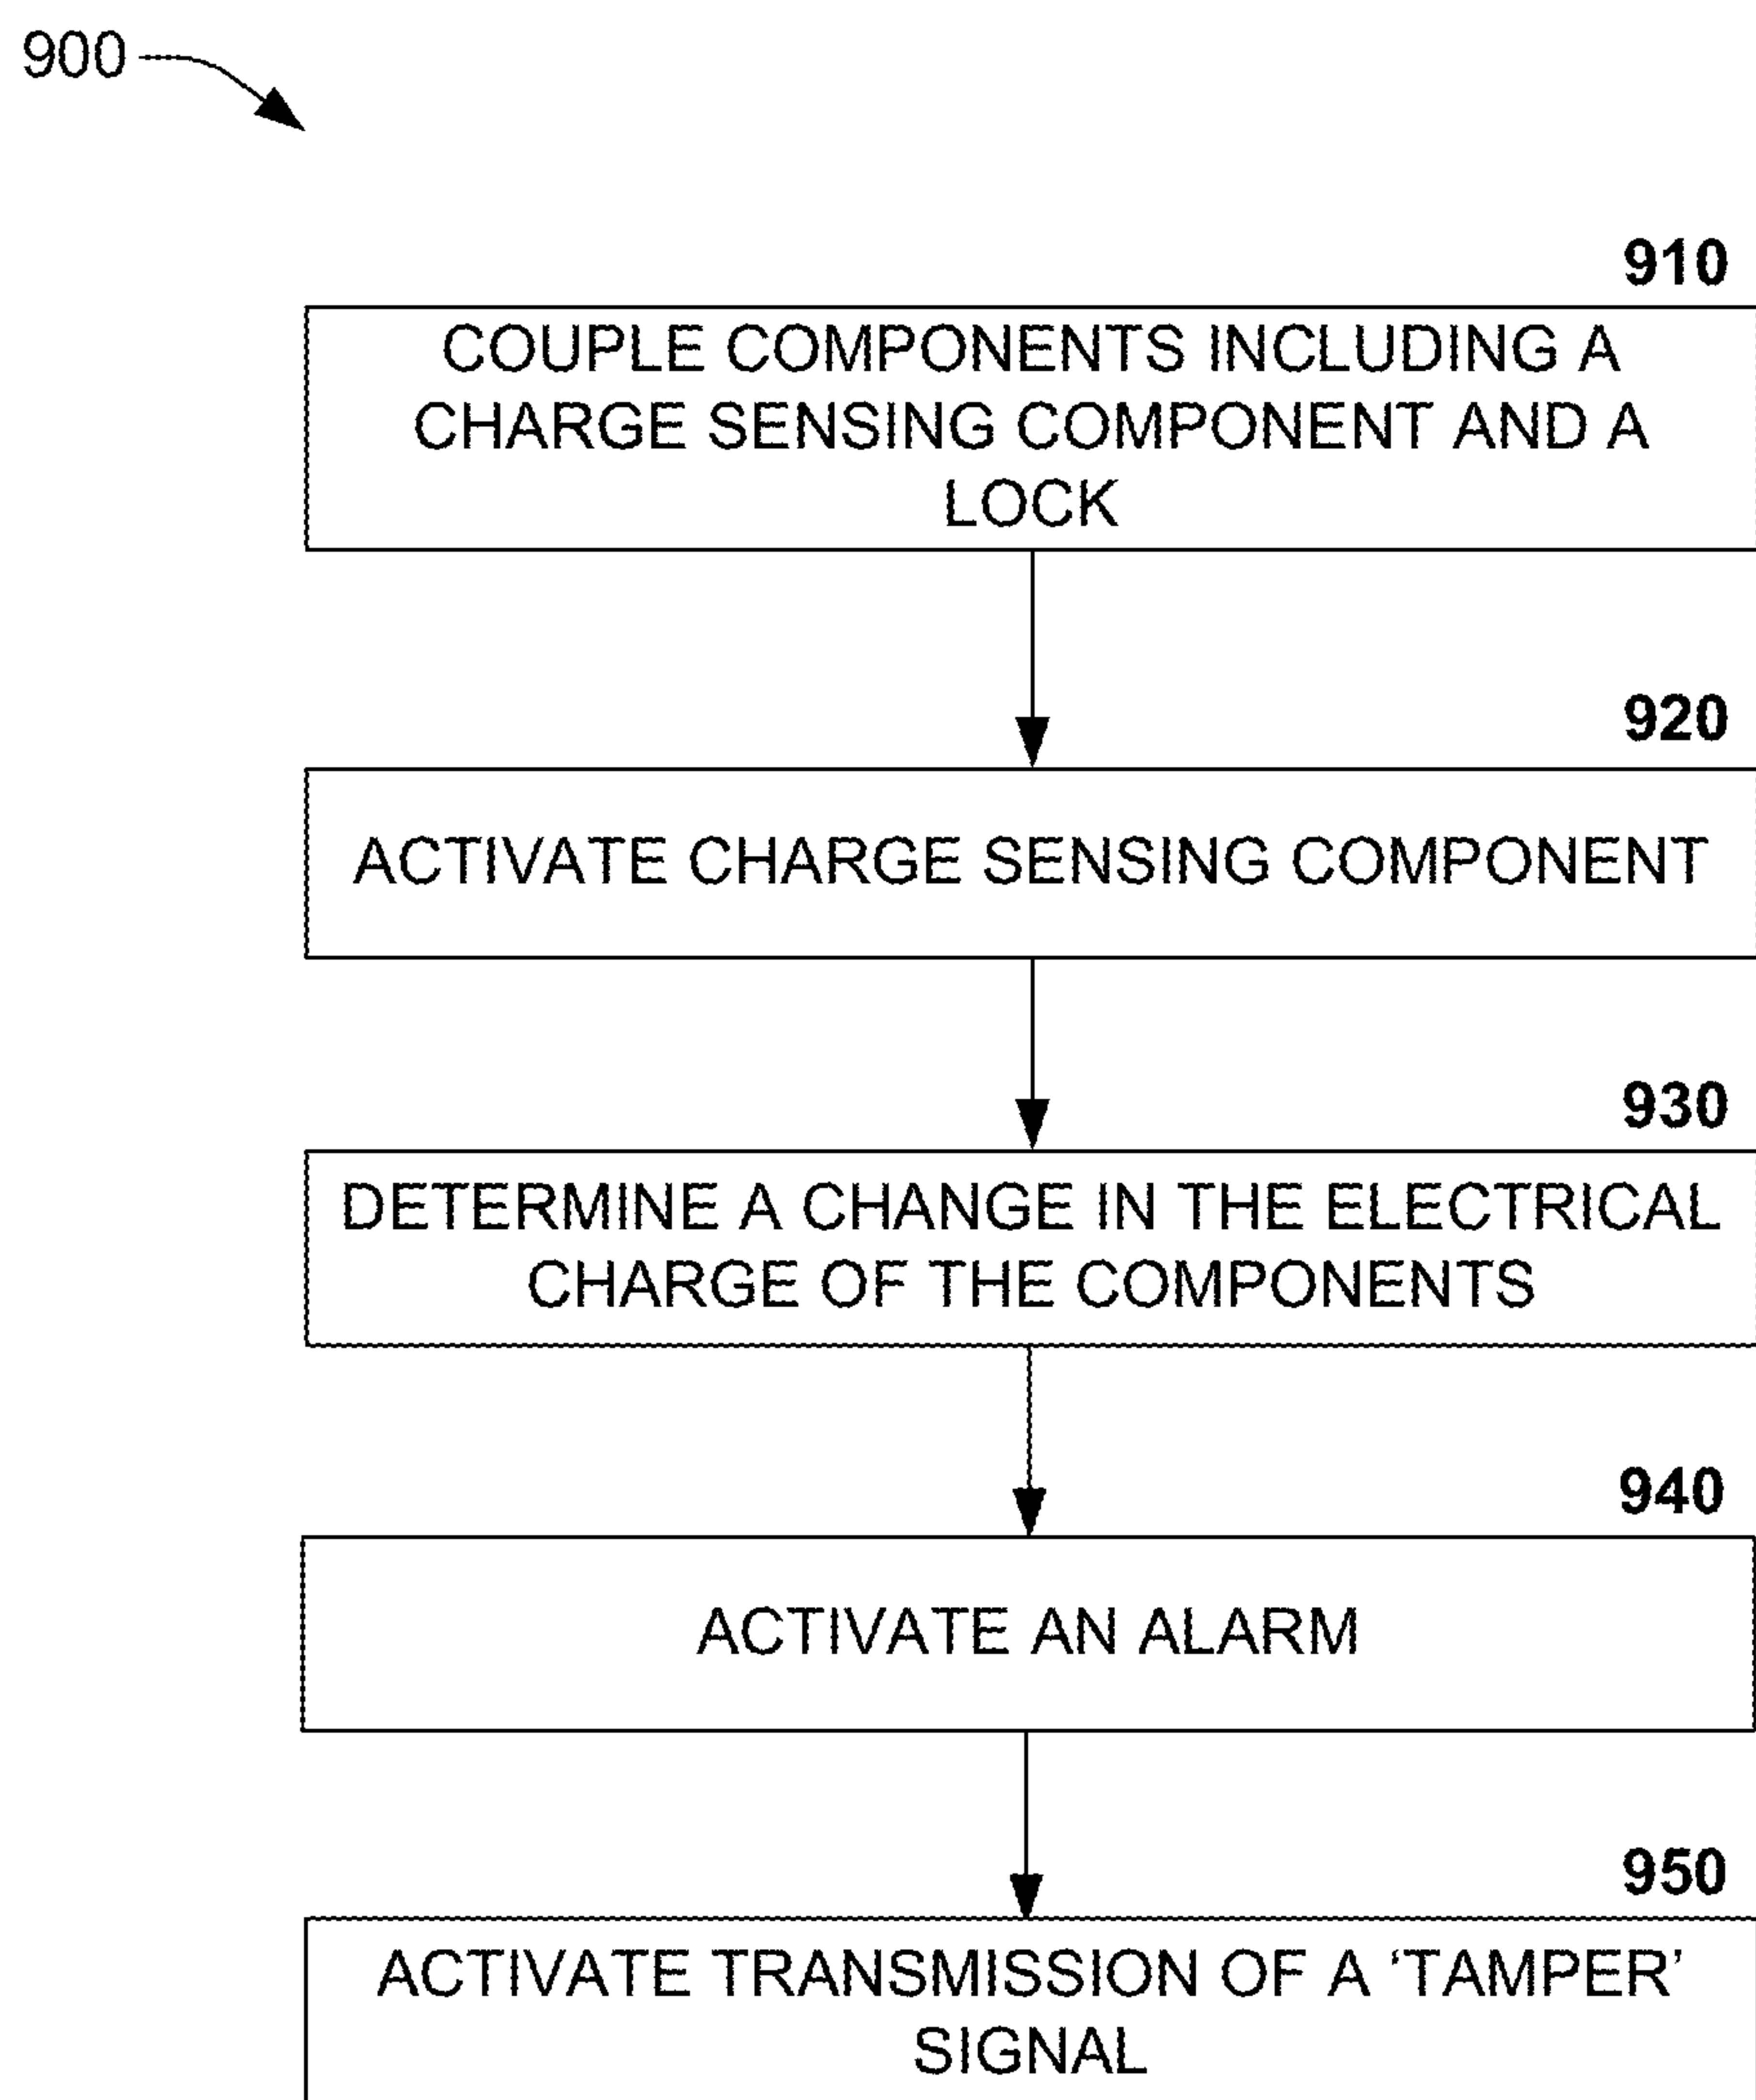 900
910
COUPLE COMPONENTS INCLUDING A
CHARGE SENSING COMPONENT AND A
LOCK
920
ACTIVATE CHARGE SENSING COMPONENT
930
DETERMINE A CHANGE IN THE ELECTRICAL
CHARGE OF THE COMPONENTS
940
ACTIVATE AN ALARM
950
ACTIVATE TRANSMISSION OF A ‘TAMPER’
SIGNAL